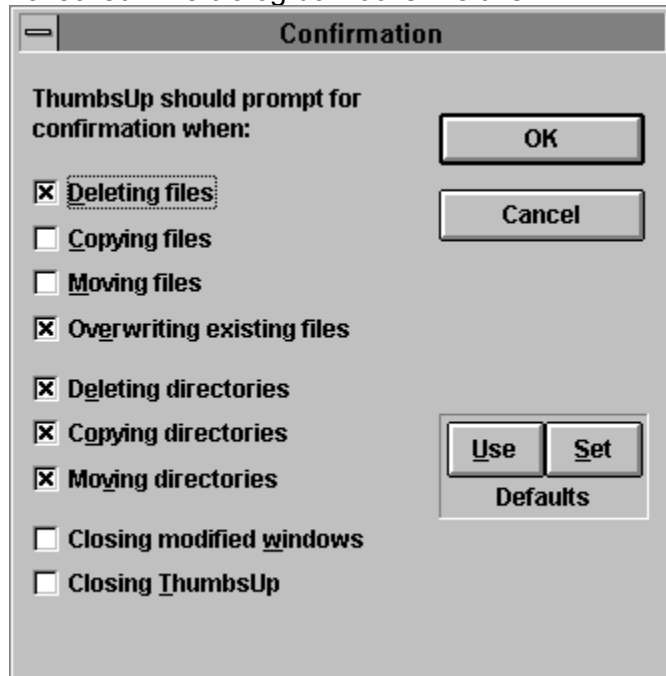 Confirmation
ThumbsUp should prompt for
confirmation when:
OK
Deleting files
Cancel
Copying files
Moving files
Overwriting existing files
Deleting directories
Copying directories
Use Set
Moving directories
Defaults
Closing modified windows
Closing ThumbsUp